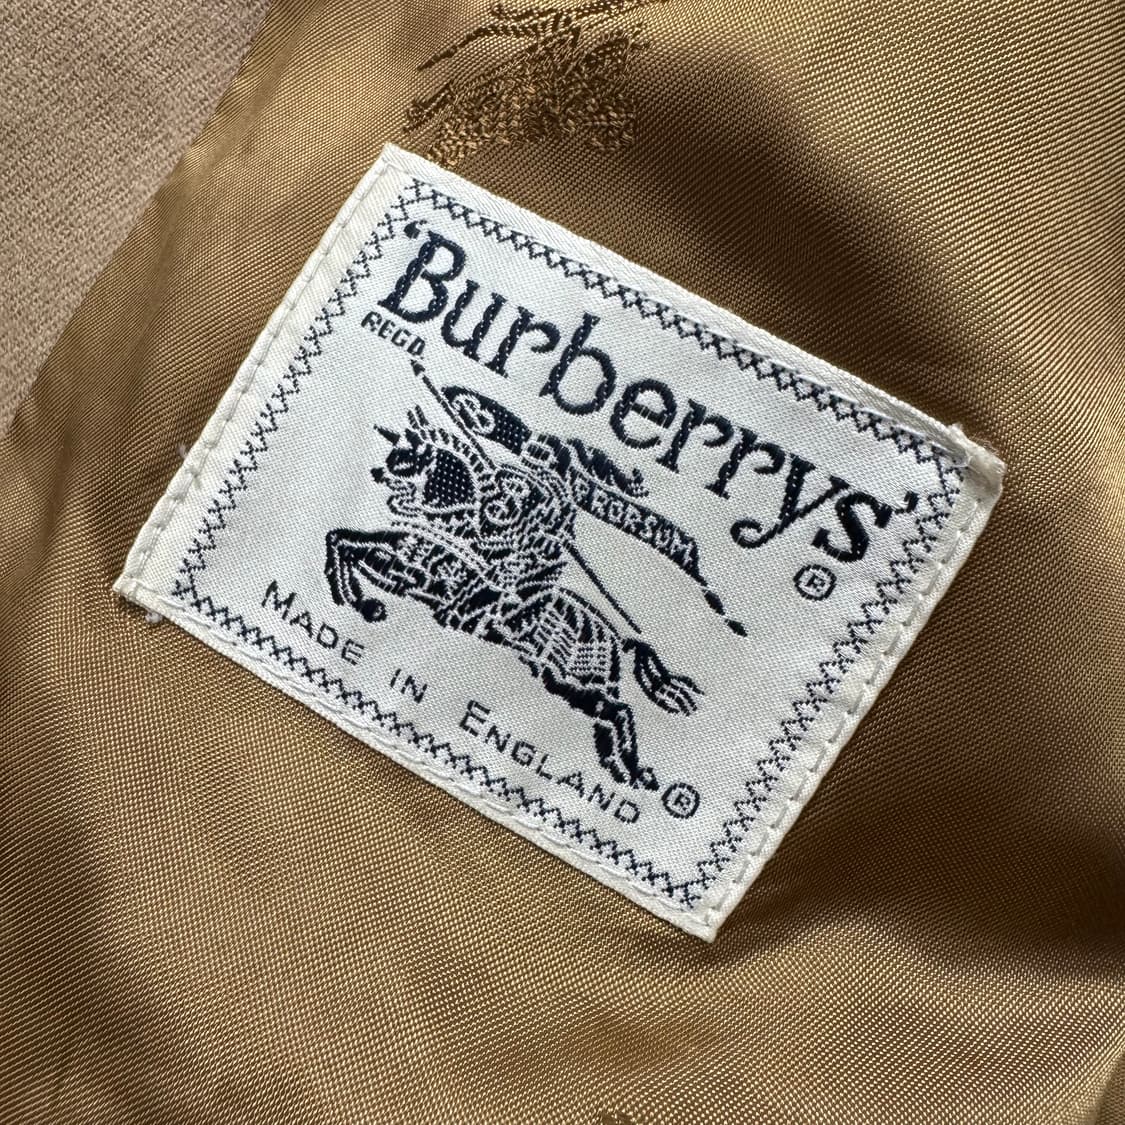 ‘Burberrys’ ®
REGD.
PRORSUM
MADE IN ENGLAND ®